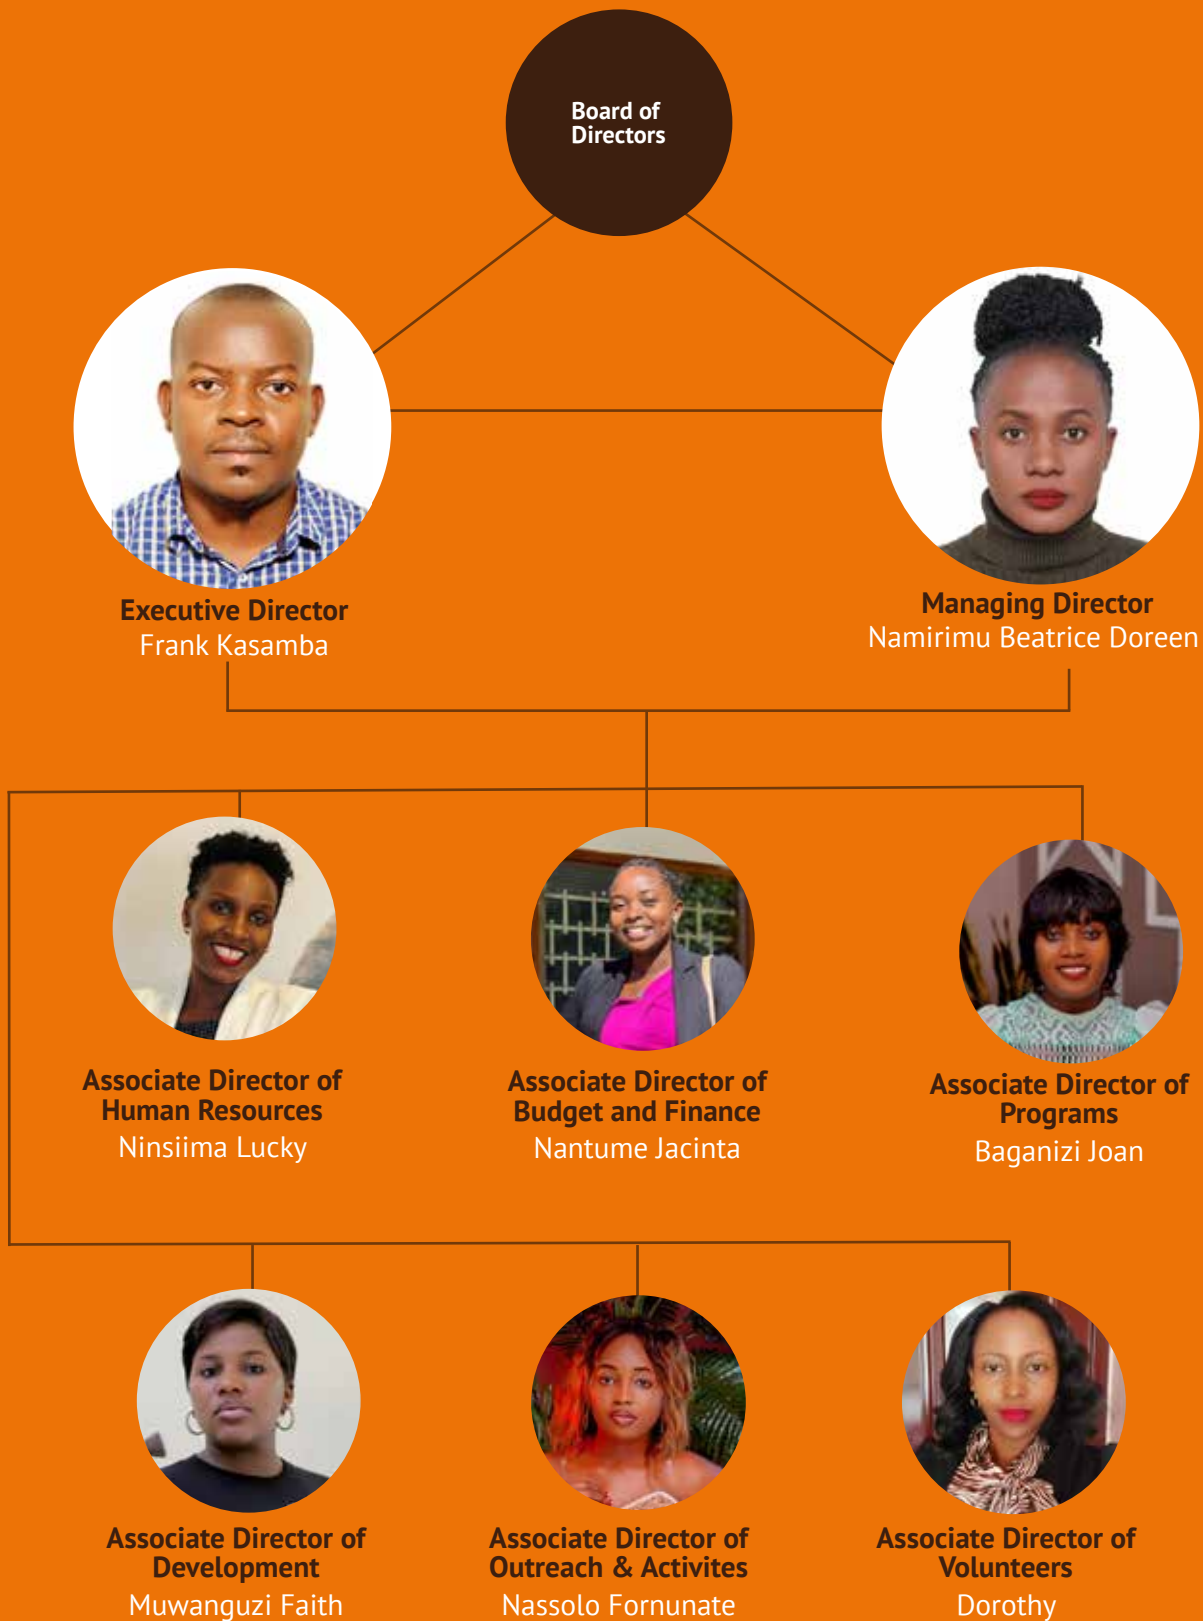 Board of
Directors
Executive Director
Frank Kasamba
Managing Director
Namirimu Beatrice Doreen
Associate Director of
Human Resources
Ninsiima Lucky
Associate Director of
Budget and Finance
Nantume Jacinta
Associate Director of
Programs
Baganizi Joan
Associate Director of
Development
Muwanguzi Faith
Associate Director of
Outreach & Activites
Nassolo Fornunate
Associate Director of
Volunteers
Dorothy